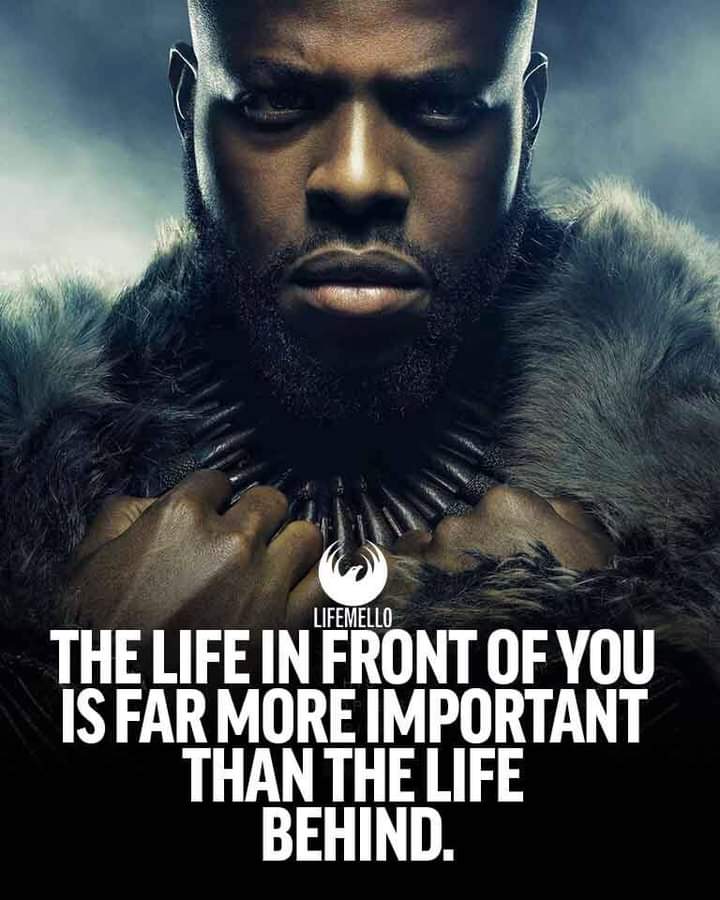 LIFEMELLO
THE LIFE IN FRONT OF YOU
IS FAR MORE IMPORTANT
THAN THE LIFE
BEHIND.